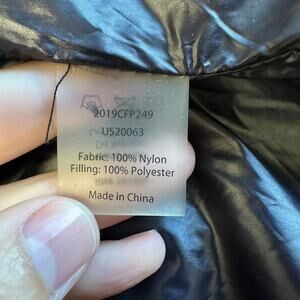 2019CFP249
US20063
Fabric: 100% Nylon
Filling: 100% Polyester
Made in China